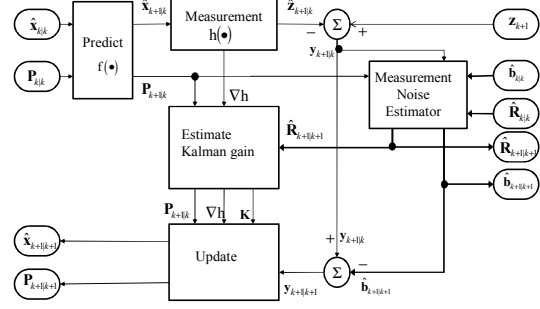 x̂ₖ|ₖ
x̂ₖ₊₁|ₖ
Measurement
h(•)
ẑₖ₊₁|ₖ
Σ
−
+
zₖ₊₁
Predict
f(•)
Pₖ|ₖ
Pₖ₊₁|ₖ
∇h
yₖ₊₁|ₖ
Measurement
Noise
Estimator
b̂ₖ|ₖ
R̂ₖ|ₖ
R̂ₖ₊₁|ₖ₊₁
b̂ₖ₊₁|ₖ₊₁
Estimate
Kalman gain
R̂ₖ₊₁|ₖ₊₁
Pₖ₊₁|ₖ ∇h K
x̂ₖ₊₁|ₖ₊₁
Pₖ₊₁|ₖ₊₁
Update
+ yₖ₊₁|ₖ
Σ
−
yₖ₊₁|ₖ₊₁
b̂ₖ₊₁|ₖ₊₁